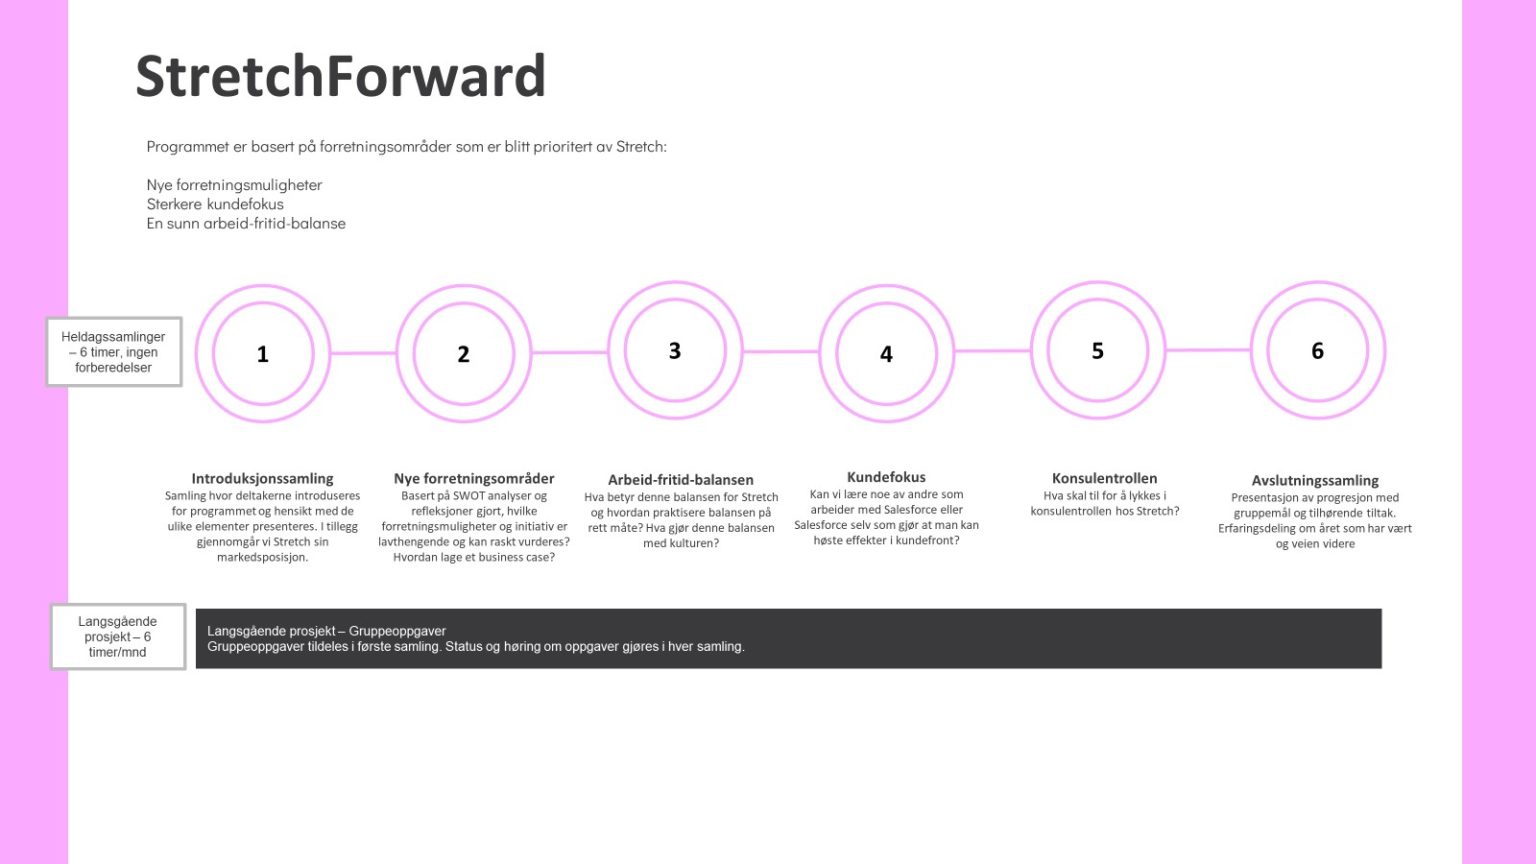 StretchForward
Programmet er basert på forretningsområder som er blitt prioritert av Stretch:
Nye forretningsmuligheter
Sterkere kundefokus
En sunn arbeid-fritid-balanse
Heldagssamlinger
– 6 timer, ingen
forberedelser
1
2
3
4
5
6
Introduksjonssamling
Samling hvor deltakerne introduseres
for programmet og hensikt med de
ulike elementer presenteres. I tillegg
gjennomgår vi Stretch sin
markedsposisjon.
Nye forretningsområder
Basert på SWOT analyser og
refleksjoner gjort, hvilke
forretningsmuligheter og initiativ er
lavthengende og kan raskt vurderes?
Hvordan lage et business case?
Arbeid-fritid-balansen
Hva betyr denne balansen for Stretch
og hvordan praktisere balansen på
rett måte? Hva gjør denne balansen
med kulturen?
Kundefokus
Kan vi lære noe av andre som
arbeider med Salesforce eller
Salesforce selv som gjør at man kan
høste effekter i kundefront?
Konsulentrollen
Hva skal til for å lykkes i
konsulentrollen hos Stretch?
Avslutningssamling
Presentasjon av progresjon med
gruppemål og tilhørende tiltak.
Erfaringsdeling om året som har vært
og veien videre
Langsgående
prosjekt – 6
timer/mnd
Langsgående prosjekt – Gruppeoppgaver
Gruppeoppgaver tildeles i første samling. Status og høring om oppgaver gjøres i hver samling.